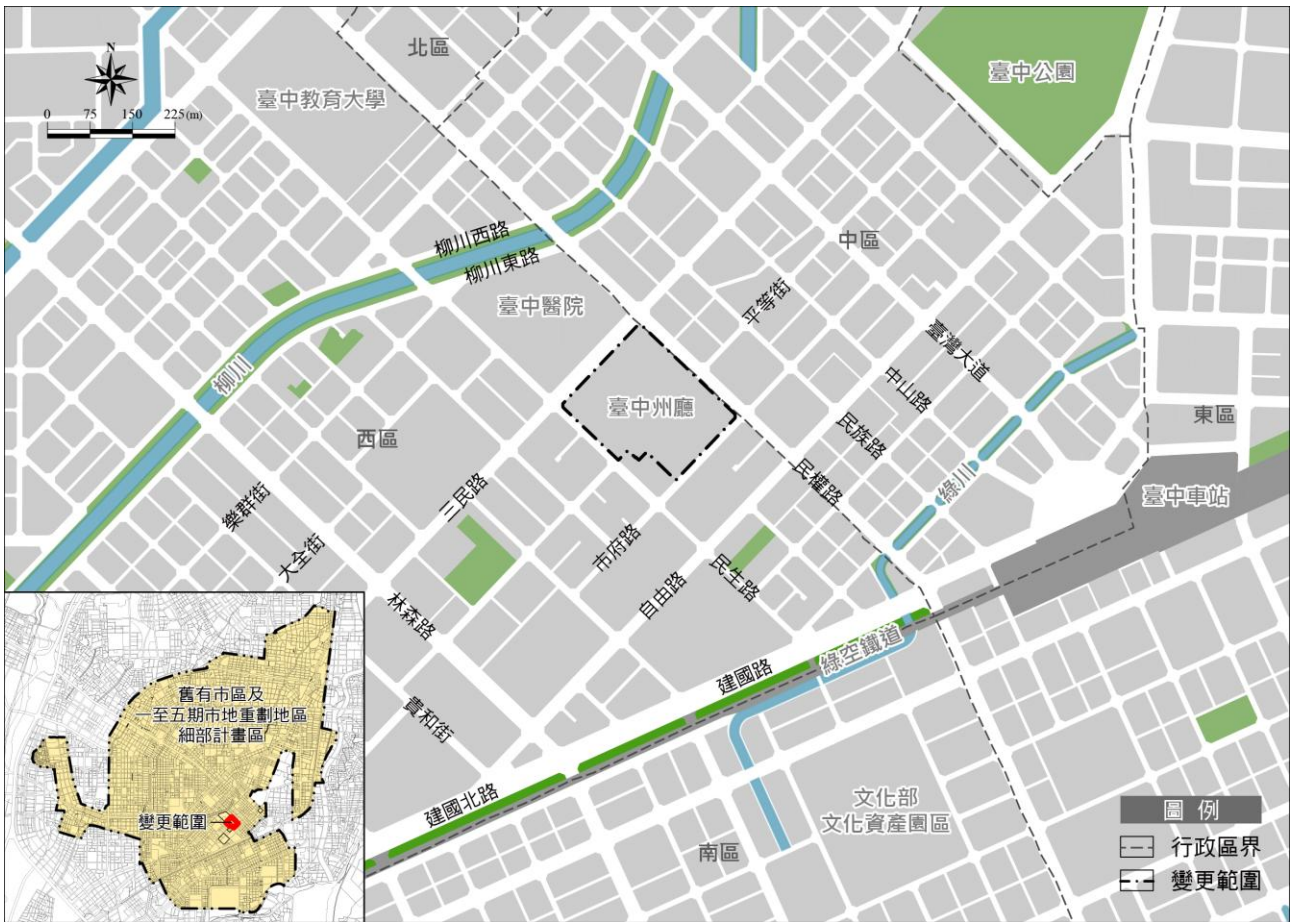 N
0 75 150 225(m)
北區
臺中教育大學
臺中公園
柳川西路
柳川東路
中區
臺中醫院
平等街
臺灣大道
中山路
民族路
民權路
柳川
西區
臺中州廳
東區
綠川
臺中車站
樂群街
大全街
三民路
市府路
自由路
民生路
林森路
貴和街
建國路
綠空鐵道
建國北路
南區
文化部
文化資產園區
舊有市區及
一至五期市地重劃地區
細部計畫區
變更範圍
圖例
行政區界
變更範圍